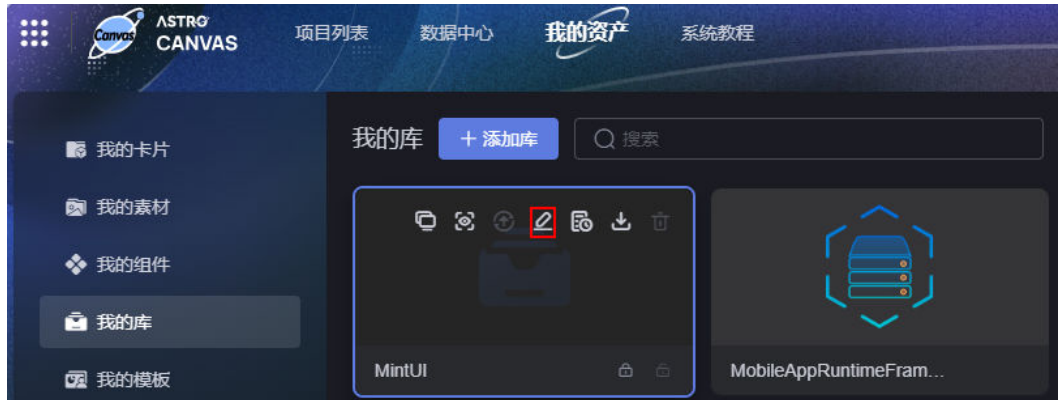 Canvas
ASTRO
CANVAS
项目列表
数据中心
我的资产
系统教程
我的卡片
我的素材
我的组件
我的库
我的模板
我的库
+ 添加库
搜索
MintUI
MobileAppRuntimeFram...